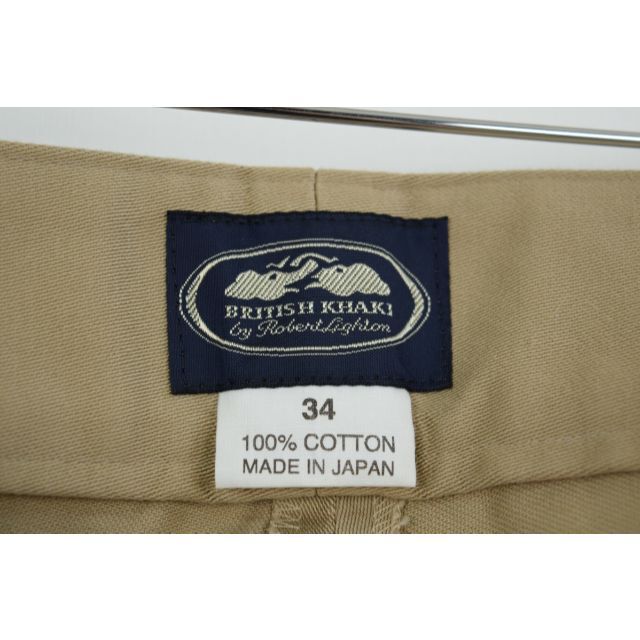 BRITISH KHAKI
by Robert Lighton
34
100% COTTON
MADE IN JAPAN